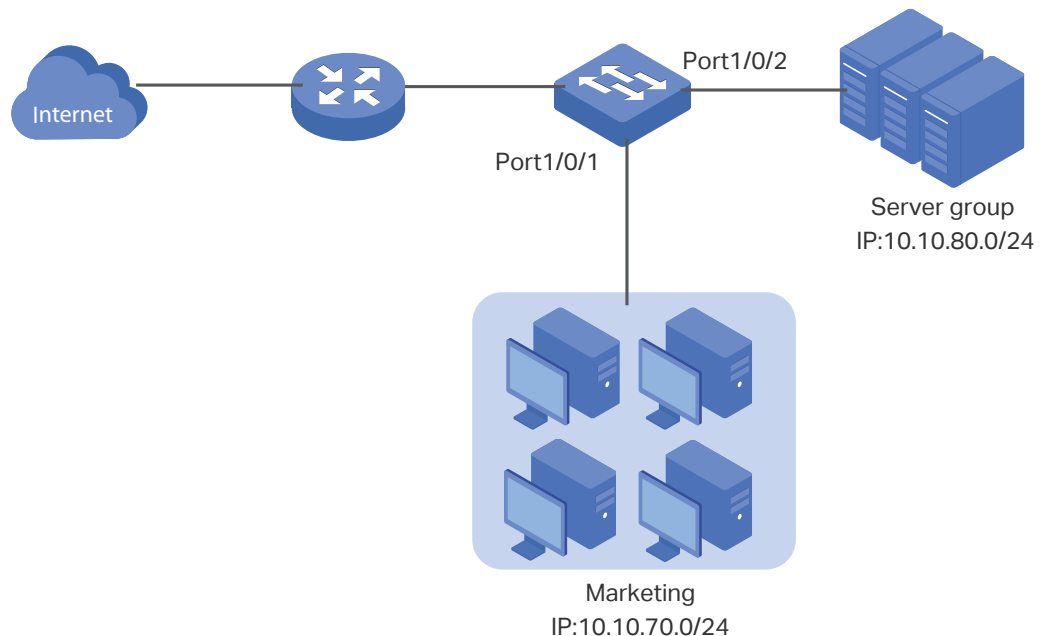 Internet
Port1/0/2
Port1/0/1
Server group
IP:10.10.80.0/24
Marketing
IP:10.10.70.0/24